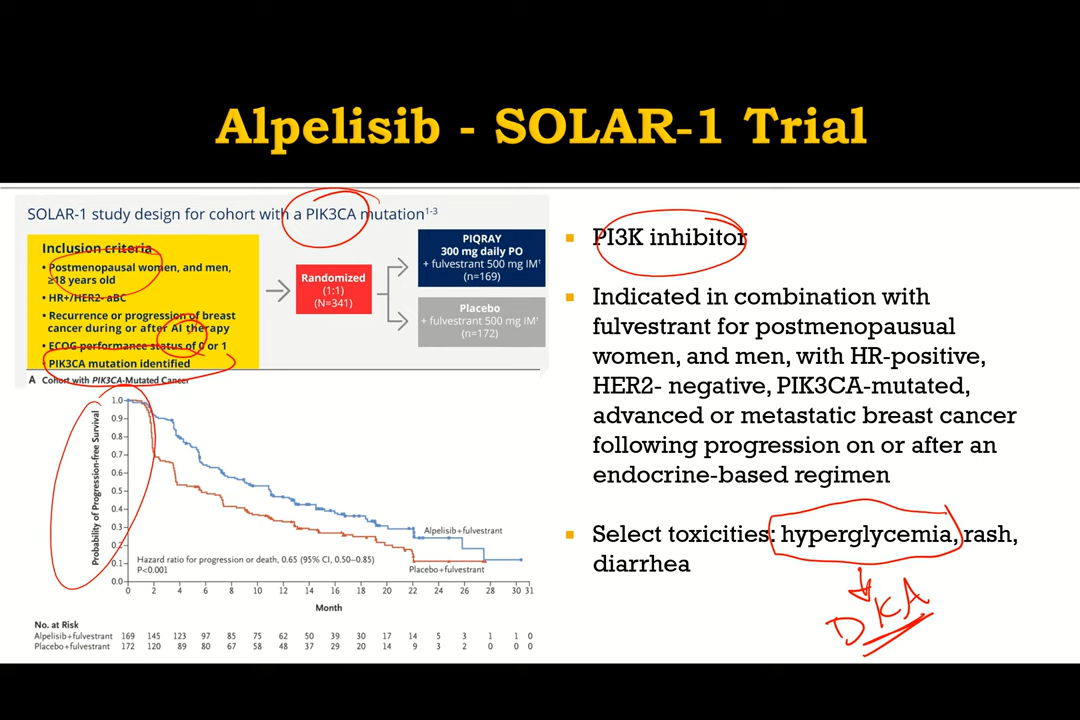 Alpelisib - SOLAR-1 Trial
SOLAR-1 study design for cohort with a PIK3CA mutation1-3
Inclusion criteria
• Postmenopausal women, and men,
≥18 years old
• HR+/HER2- aBC
• Recurrence or progression of breast
cancer during or after AI therapy
• ECOG performance status of 0 or 1
• PIK3CA mutation identified
Randomized
(1:1)
(N=341)
PIQRAY
300 mg daily PO
+ fulvestrant 500 mg IM†
(n=169)
Placebo
+ fulvestrant 500 mg IM†
(n=172)
A Cohort with PIK3CA-Mutated Cancer
Probability of Progression-free Survival
1.0
0.9
0.8
0.7
0.6
0.5
0.4
0.3
0.2
0.1
0.0
Alpelisib+fulvestrant
Hazard ratio for progression or death, 0.65 (95% CI, 0.50–0.85)
P<0.001
Placebo+fulvestrant
0 2 4 6 8 10 12 14 16 18 20 22 24 26 28 30 31
Month
No. at Risk
Alpelisib+fulvestrant 169 145 123 97 85 75 62 50 39 30 17 14 5 3 1 1 0
Placebo+fulvestrant 172 120 89 80 67 58 48 37 29 20 14 9 3 2 0 0 0
PI3K inhibitor
Indicated in combination with
fulvestrant for postmenopausual
women, and men, with HR-positive,
HER2- negative, PIK3CA-mutated,
advanced or metastatic breast cancer
following progression on or after an
endocrine-based regimen
Select toxicities: hyperglycemia, rash,
diarrhea
DKA